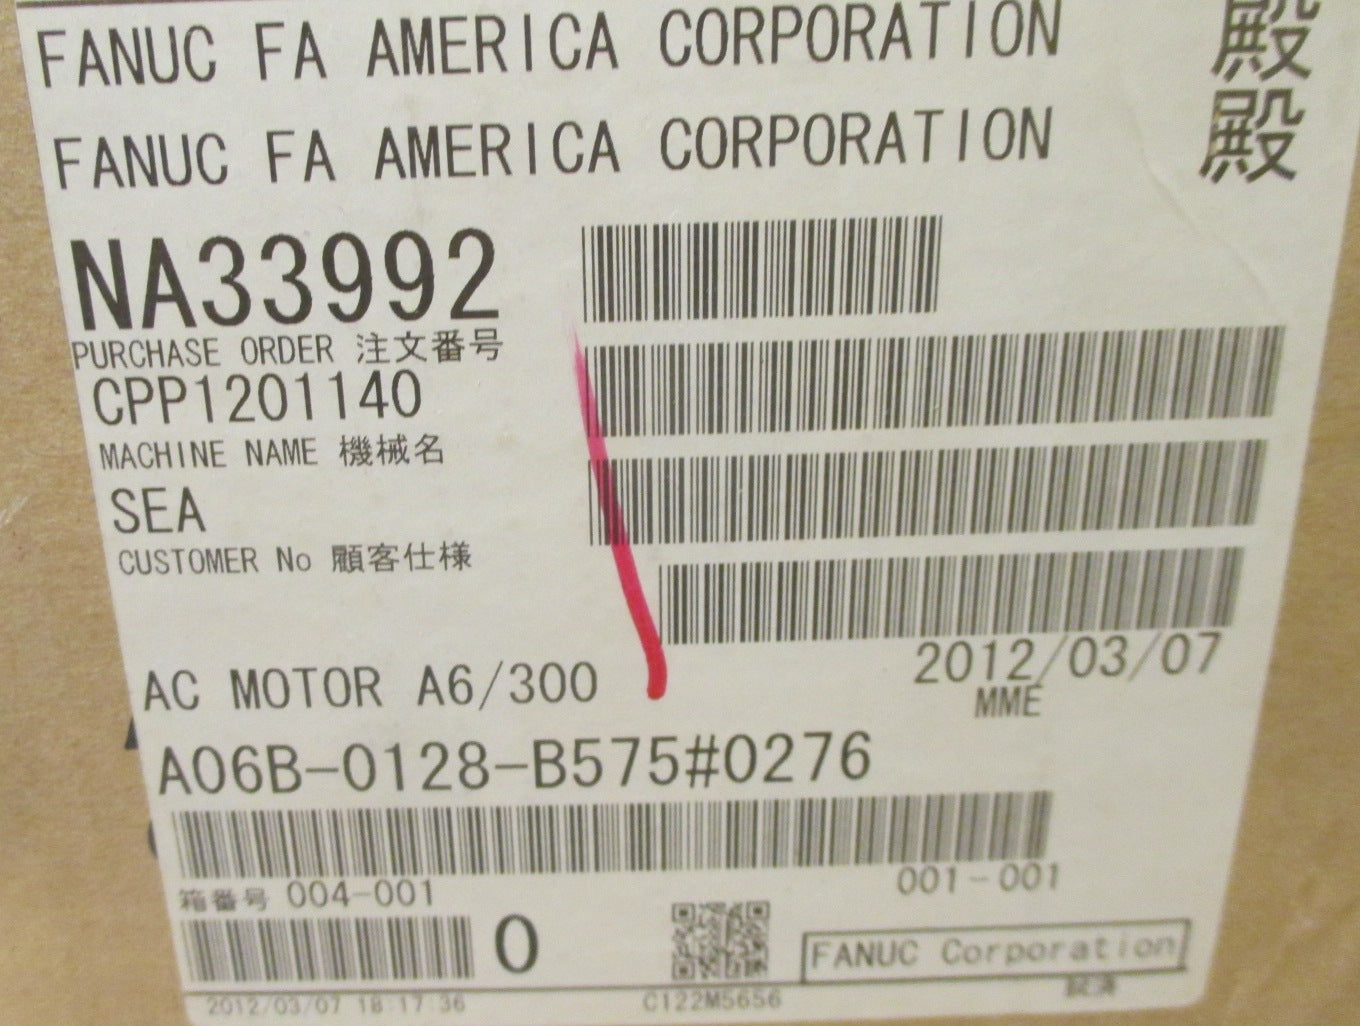 FANUC FA AMERICA CORPORATION 殿
FANUC FA AMERICA CORPORATION 殿
NA33992
PURCHASE ORDER 注文番号
CPP1201140
MACHINE NAME 機械名
SEA
CUSTOMER No 顧客仕様
AC MOTOR A6/300
2012/03/07
MME
A06B-0128-B575#0276
箱番号 004-001
001-001
0
FANUC Corporation
2012/03/07 18:17:36
C122M5656